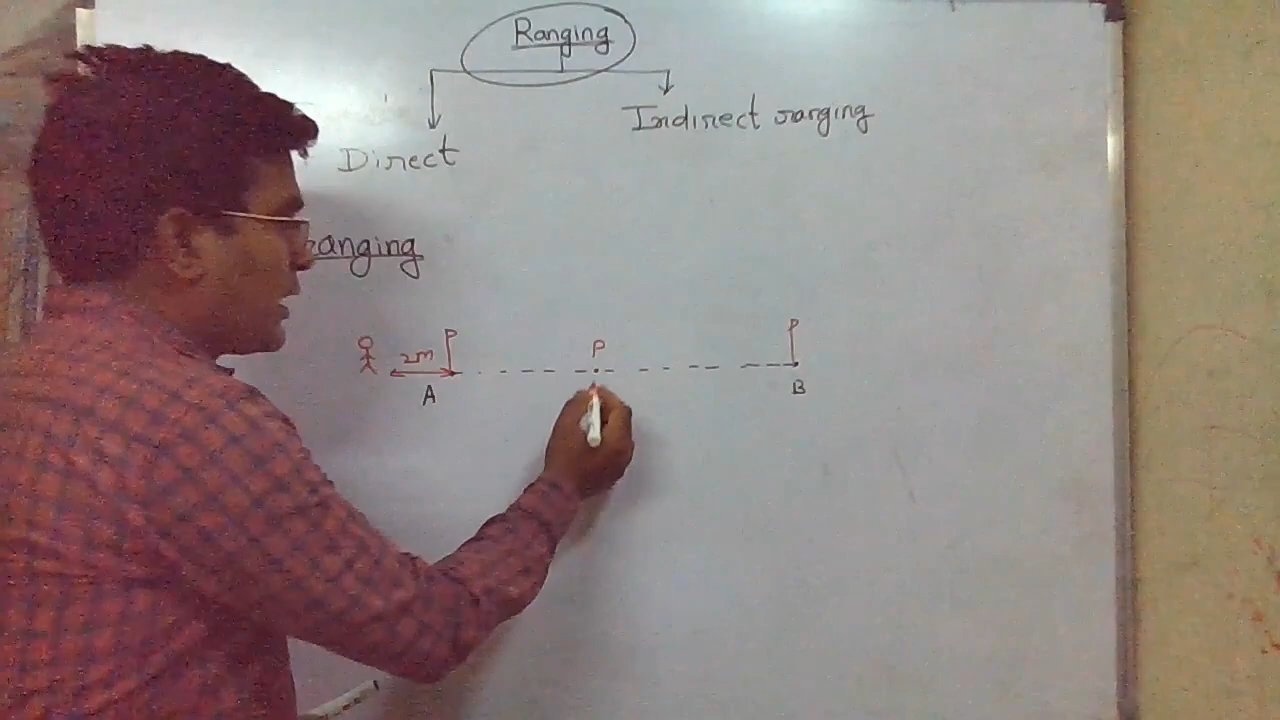 Ranging
Direct
Indirect ranging
ranging
2m
P
A
B